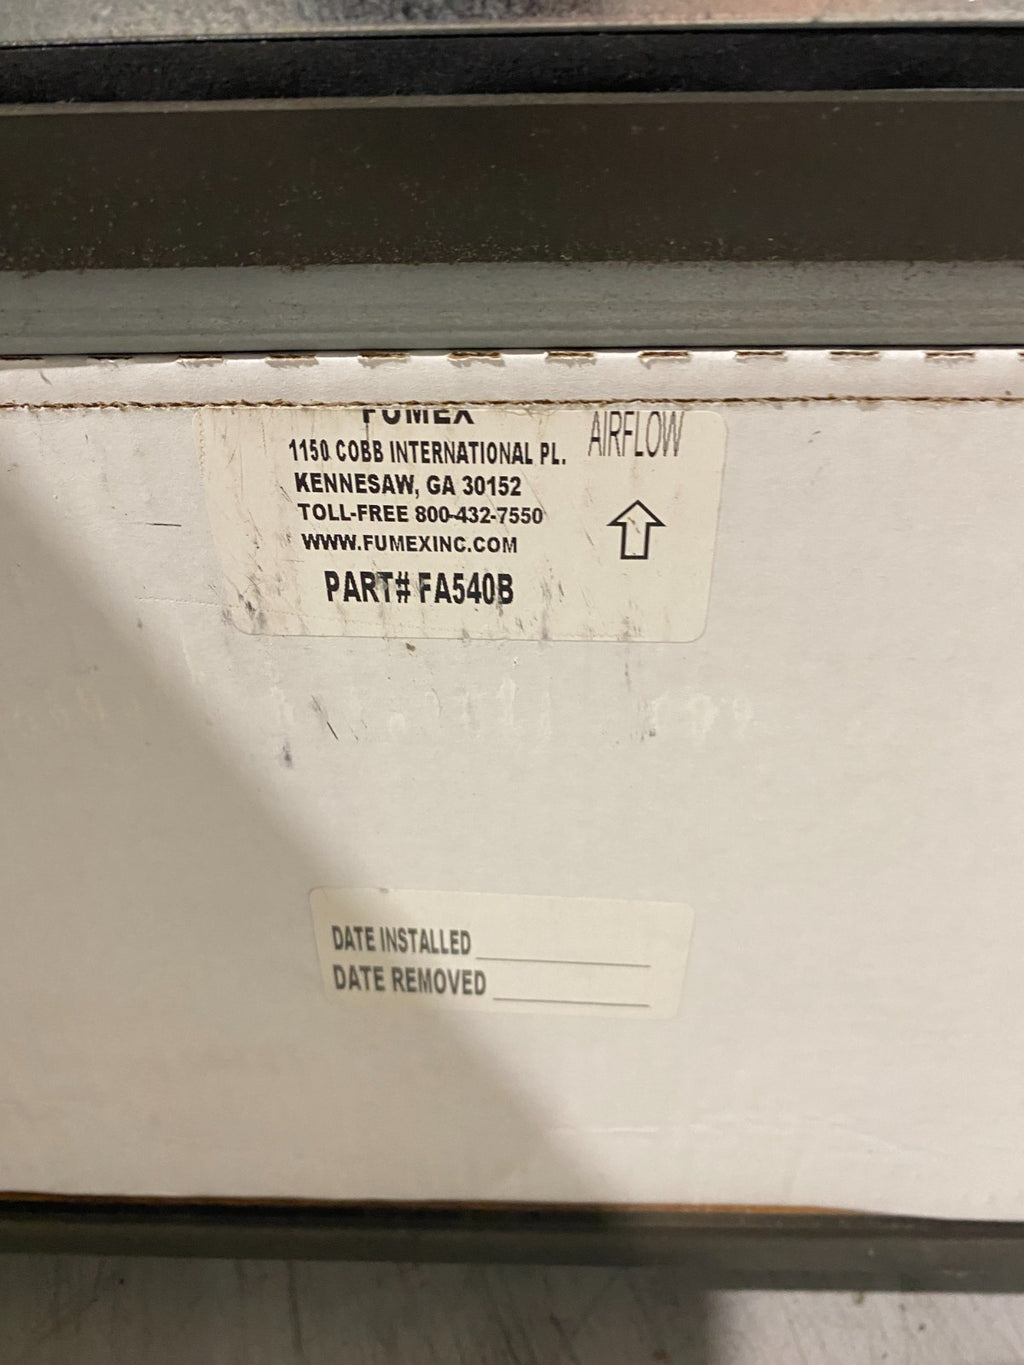 FUMEX
AIRFLOW
1150 COBB INTERNATIONAL PL.
KENNESAW, GA 30152
TOLL-FREE 800-432-7550
WWW.FUMEXINC.COM
PART# FA540B
DATE INSTALLED
DATE REMOVED